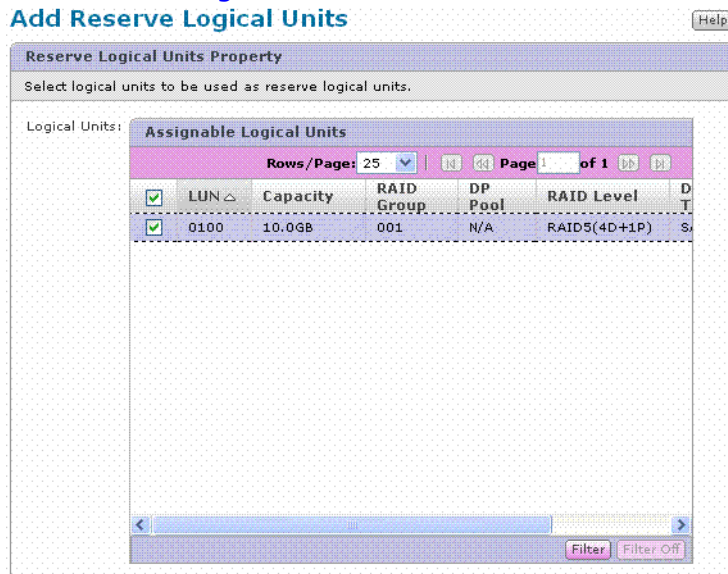 Add Reserve Logical Units
Help
Reserve Logical Units Property
Select logical units to be used as reserve logical units.
Logical Units:
Assignable Logical Units
Rows/Page: 25 | Page 1 of 1
LUN Capacity RAID Group DP Pool RAID Level D T
0100 10.0GB 001 N/A RAID5(4D+1P)
Filter Filter Off